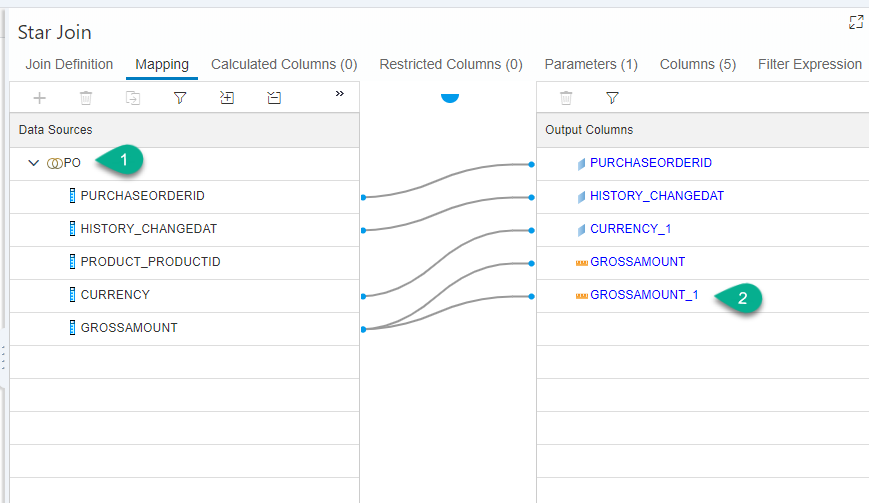 Star Join
Join Definition Mapping Calculated Columns (0) Restricted Columns (0) Parameters (1) Columns (5) Filter Expression
»
Data Sources
PO 1
PURCHASEORDERID
HISTORY_CHANGEDAT
PRODUCT_PRODUCTID
CURRENCY
GROSSAMOUNT
Output Columns
PURCHASEORDERID
HISTORY_CHANGEDAT
CURRENCY_1
GROSSAMOUNT
GROSSAMOUNT_1 2